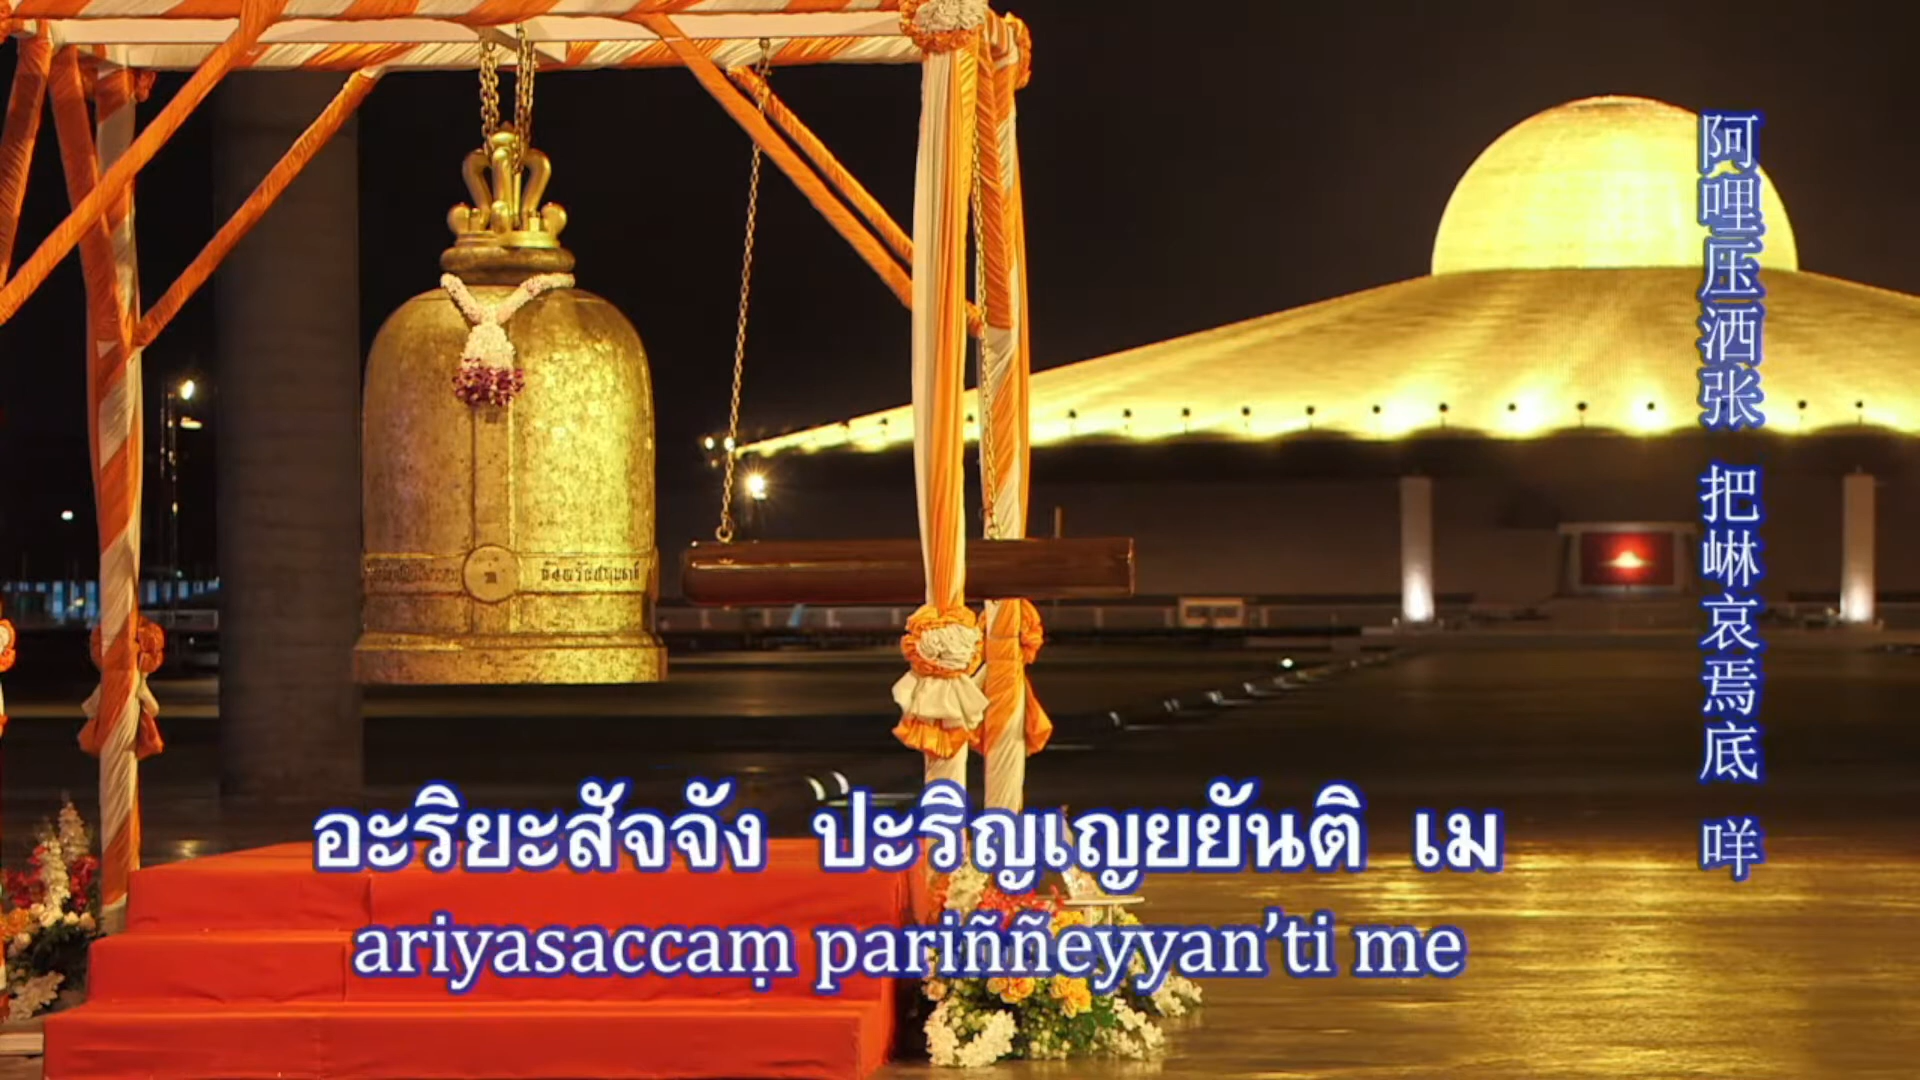 อะริยะสัจจัง ปะริญเญยยันติ เม
ariyasaccaṃ pariññeyyan’ti me
阿哩压洒张 把崊哀焉底 咩